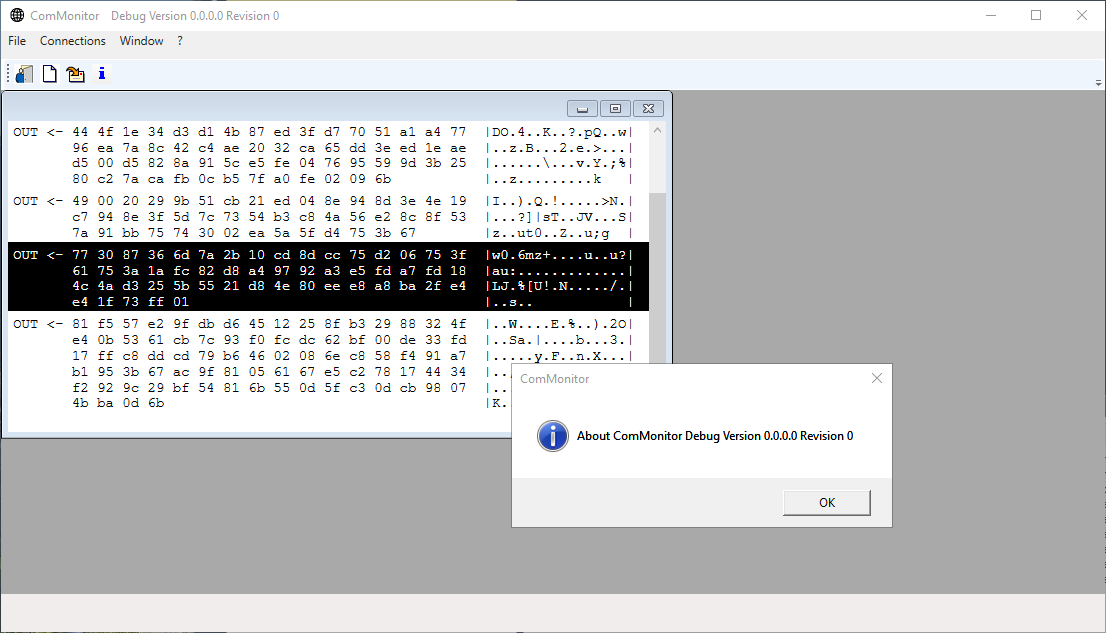 ComMonitor Debug Version 0.0.0.0 Revision 0
File Connections Window ?
i
OUT <- 44 4f 1e 34 d3 d1 4b 87 ed 3f d7 70 51 a1 a4 77 |DO.4..K..?.pQ..w|
96 ea 7a 8c 42 c4 ae 20 32 ca 65 dd 3e ed 1e ae |..z.B... 2.e.>...|
d5 00 d5 82 8a 91 5c e5 fe 04 76 95 59 9d 3b 25 |......\...v.Y.;%|
80 c2 7a ca fb 0c b5 7f a0 fe 02 09 6b |..z.........k |
OUT <- 49 00 20 29 9b 51 cb 21 ed 04 8e 94 8d 3e 4e 19 |I..).Q.!.....>N.|
c7 94 8e 3f 5d 7c 73 54 b3 c8 4a 56 e2 8c 8f 53 |...?]|sT..JV...S|
7a 91 bb 75 74 30 02 ea 5a 5f d4 75 3b 67 |z..ut0..Z..u;g |
OUT <- 77 30 87 36 6d 7a 2b 10 cd 8d cc 75 d2 06 75 3f |w0.6mz+....u..u?|
61 75 3a 1a fc 82 d8 a4 97 92 a3 e5 fd a7 fd 18 |au:.............|
4c 4a d3 25 5b 55 21 d8 4e 80 ee e8 a8 ba 2f e4 |LJ.%[U!.N...../.|
e4 1f 73 ff 01 |..s.. |
OUT <- 81 f5 57 e2 9f db d6 45 12 25 8f b3 29 88 32 4f |..W....E.%..).2O|
e4 0b 53 61 cb 7c 93 f0 fc dc 62 bf 00 de 33 fd |..Sa.|....b...3.|
17 ff c8 dd cd 79 b6 46 02 08 6e c8 58 f4 91 a7 |.....y.F..n.X...|
b1 95 3b 67 ac 9f 81 05 61 67 e5 c2 78 17 44 34 |..
f2 92 9c 29 bf 54 81 6b 55 0d 5f c3 0d cb 98 07 |..
4b ba 0d 6b |K.
ComMonitor
About ComMonitor Debug Version 0.0.0.0 Revision 0
OK